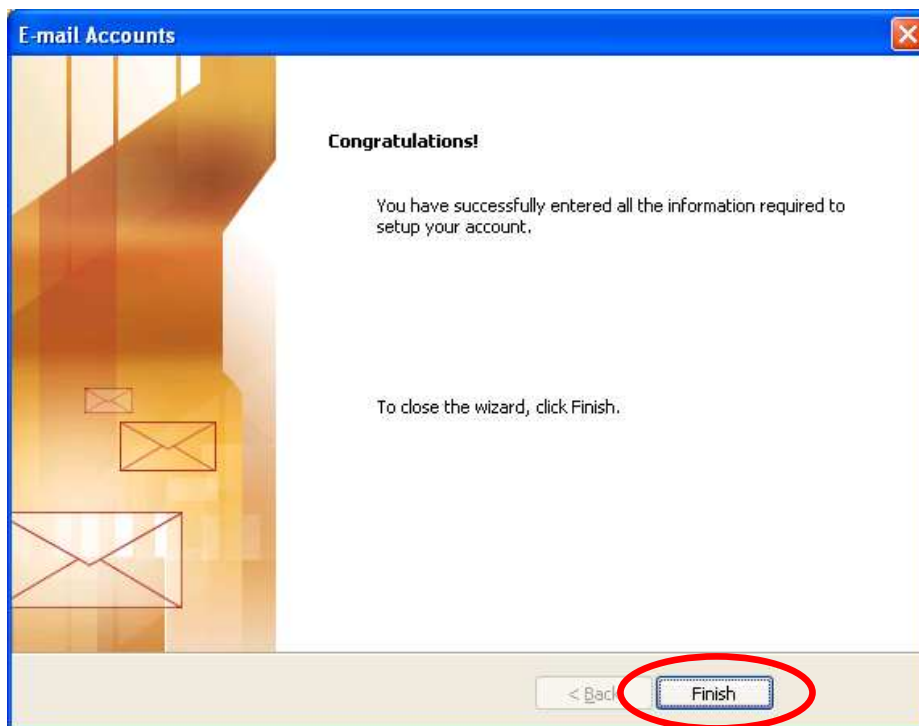 E-mail Accounts
Congratulations!
You have successfully entered all the information required to
setup your account.
To close the wizard, click Finish.
< Back
Finish